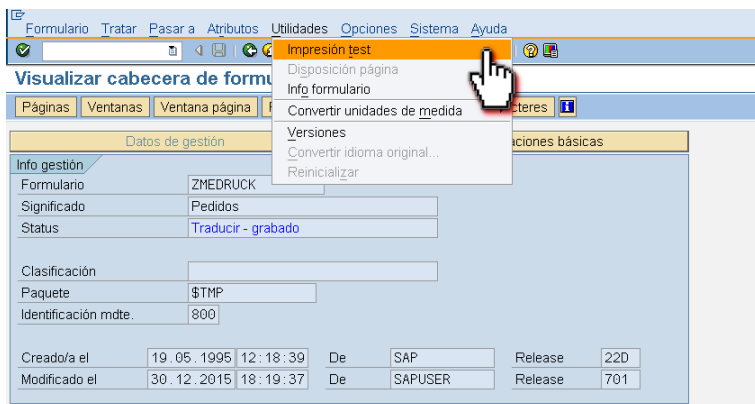 Formulario Tratar Pasar a Atributos Utilidades Opciones Sistema Ayuda
Impresión test
Disposición página
Info formulario
Convertir unidades de medida
Versiones
Convertir idioma original...
Reinicializar
Visualizar cabecera de formu
Páginas Ventanas Ventana página cteres
Datos de gestión aciones básicas
Info gestión
Formulario ZMEDRUCK
Significado Pedidos
Status Traducir - grabado
Clasificación
Paquete $TMP
Identificación mdte. 800
Creado/a el 19.05.1995 12:18:39 De SAP Release 22D
Modificado el 30.12.2015 18:19:37 De SAPUSER Release 701